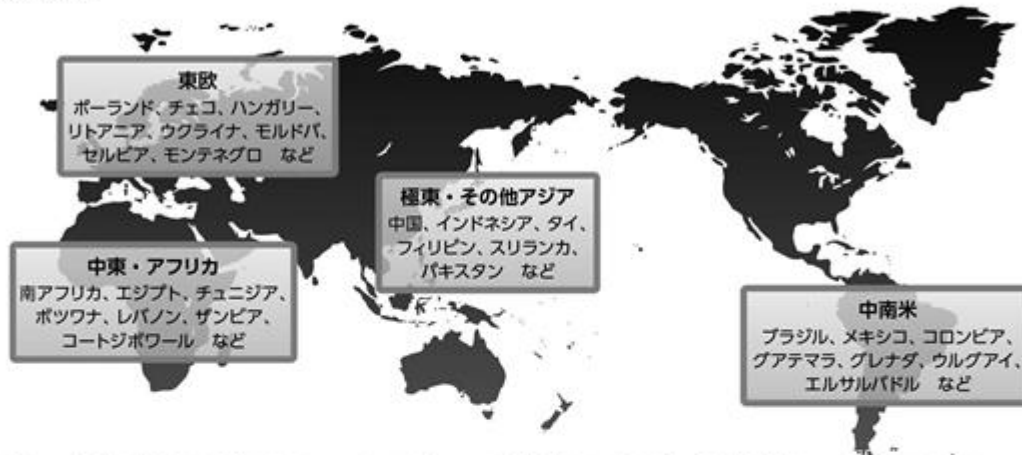 東欧
ポーランド、チェコ、ハンガリー、
リトアニア、ウクライナ、モルドバ、
セルビア、モンテネグロ　など
極東・その他アジア
中国、インドネシア、タイ、
フィリピン、スリランカ、
パキスタン　など
中東・アフリカ
南アフリカ、エジプト、チュニジア、
ボツワナ、レバノン、ザンビア、
コートジボワール　など
中南米
ブラジル、メキシコ、コロンビア、
グアテマラ、グレナダ、ウルグアイ、
エルサルバドル　など